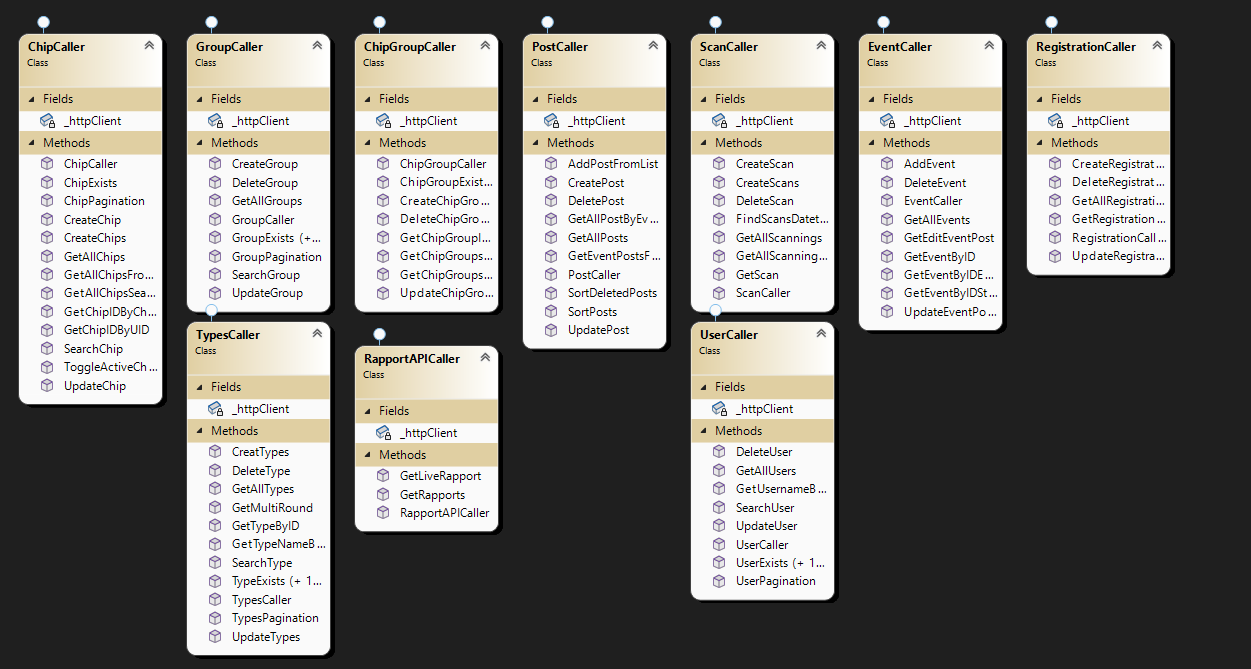 ChipCaller
Class
Fields
_httpClient
Methods
ChipCaller
ChipExists
ChipPagination
CreateChip
CreateChips
GetAllChips
GetAllChipsFro...
GetAllChipsSea...
GetChipIDByCh...
GetChipIDByUID
SearchChip
ToggleActiveCh...
UpdateChip
GroupCaller
Class
Fields
_httpClient
Methods
CreateGroup
DeleteGroup
GetAllGroups
GroupCaller
GroupExists (+...
GroupPagination
SearchGroup
UpdateGroup
TypesCaller
Class
Fields
_httpClient
Methods
CreatTypes
DeleteType
GetAllTypes
GetMultiRound
GetTypeByID
GetTypeNameB...
SearchType
TypeExists (+ 1...
TypesCaller
TypesPagination
UpdateTypes
ChipGroupCaller
Class
Fields
_httpClient
Methods
ChipGroupCaller
ChipGroupExist...
CreateChipGro...
DeleteChipGro...
GetChipGroupI...
GetChipGroups...
GetChipGroups...
UpdateChipGro...
RapportAPICaller
Class
Fields
_httpClient
Methods
GetLiveRapport
GetRapports
RapportAPICaller
PostCaller
Class
Fields
_httpClient
Methods
AddPostFromList
CreatePost
DeletePost
GetAllPostByEv...
GetAllPosts
GetEventPostsF...
PostCaller
SortDeletedPosts
SortPosts
UpdatePost
ScanCaller
Class
Fields
_httpClient
Methods
CreateScan
CreateScans
DeleteScan
FindScansDatet...
GetAllScannings
GetAllScanning...
GetScan
ScanCaller
UserCaller
Class
Fields
_httpClient
Methods
DeleteUser
GetAllUsers
GetUsernameB...
SearchUser
UpdateUser
UserCaller
UserExists (+ 1...
UserPagination
EventCaller
Class
Fields
_httpClient
Methods
AddEvent
DeleteEvent
EventCaller
GetAllEvents
GetEditEventPost
GetEventByID
GetEventByIDE...
GetEventByIDSt...
UpdateEventPo...
RegistrationCaller
Class
Fields
_httpClient
Methods
CreateRegistrat...
DeleteRegistrat...
GetAllRegistrati...
GetRegistration...
RegistrationCall...
UpdateRegistra...